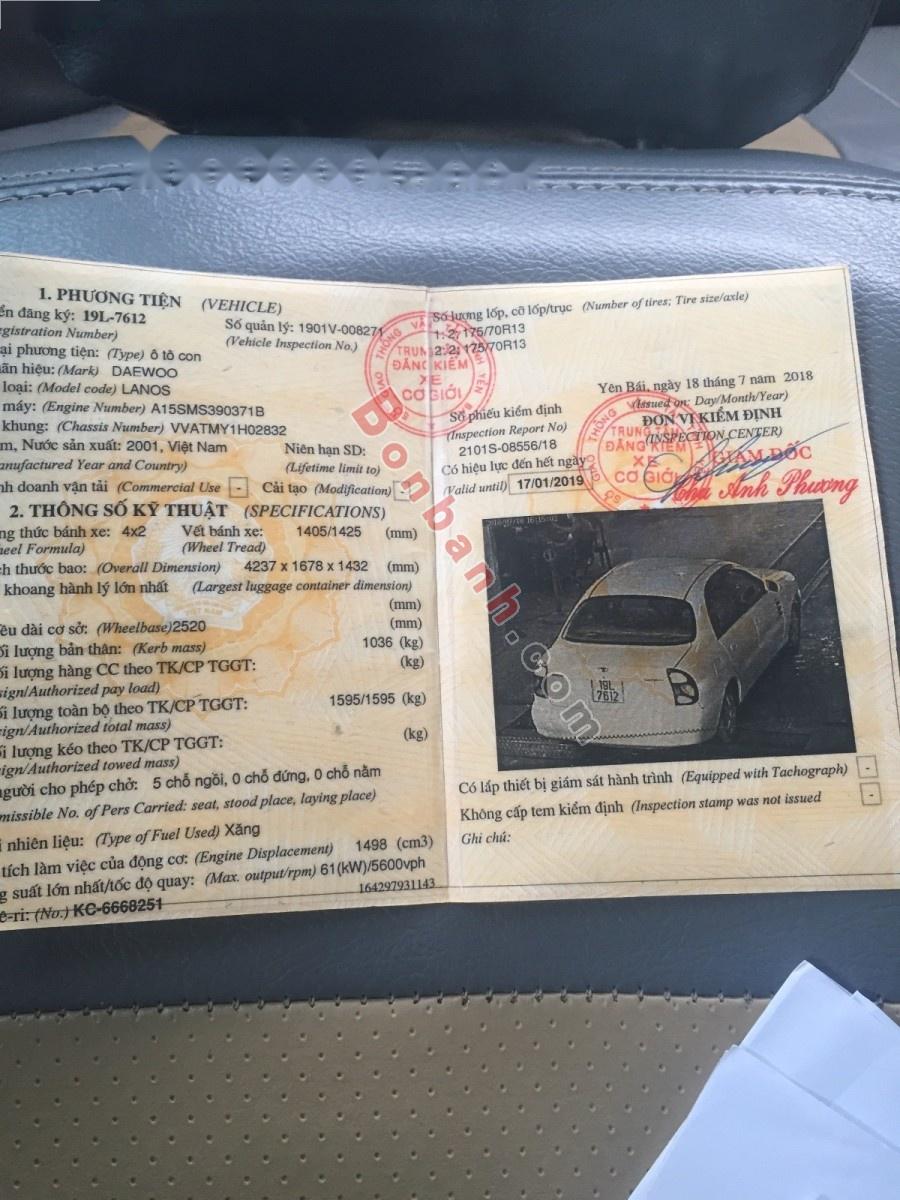 1. PHƯƠNG TIỆN (VEHICLE)
ển đăng ký: 19L-7612
Số quản lý: 1901V-008271
egistration Number)
(Vehicle Inspection No.)
ại phương tiện: (Type) ô tô con
ãn hiệu: (Mark) DAEWOO
loại: (Model code) LANOS
máy: (Engine Number) A15SMS390371B
khung: (Chassis Number) VVATMY1H02832
m, Nước sản xuất: 2001, Việt Nam
Niên hạn SD:
anufactured Year and Country)
(Lifetime limit to)
nh doanh vận tải (Commercial Use - Cải tạo (Modification) -
2. THÔNG SỐ KỸ THUẬT (SPECIFICATIONS)
ng thức bánh xe: 4x2 Vết bánh xe: 1405/1425 (mm)
eel Formula) (Wheel Tread)
ch thước bao: (Overall Dimension) 4237 x 1678 x 1432 (mm)
khoang hành lý lớn nhất (Largest luggage container dimension)
(mm)
ều dài cơ sở: (Wheelbase) 2520 (mm)
ối lượng bản thân: (Kerb mass) 1036 (kg)
ối lượng hàng CC theo TK/CP TGGT: (kg)
sign/Authorized pay load)
ối lượng toàn bộ theo TK/CP TGGT: 1595/1595 (kg)
sign/Authorized total mass)
ối lượng kéo theo TK/CP TGGT: (kg)
sign/Authorized towed mass)
người cho phép chở: 5 chỗ ngồi, 0 chỗ đứng, 0 chỗ nằm
missible No. of Pers Carried: seat, stood place, laying place)
i nhiên liệu: (Type of Fuel Used) Xăng
tích làm việc của động cơ: (Engine Displacement) 1498 (cm3)
g suất lớn nhất/tốc độ quay: (Max. output/rpm) 61(kW)/5600vph
164297931143
ê-ri: (No.) KC-6668251
Số lượng lốp, cỡ lốp/trục (Number of tires; Tire size/axle)
1: 2; 175/70R13
2: 2; 175/70R13
TRUNG TÂM
ĐĂNG KIỂM
XE
CƠ GIỚI
Yên Bái, ngày 18 tháng 7 năm 2018
(Issued on: Day/Month/Year)
Số phiếu kiểm định
ĐƠN VỊ KIỂM ĐỊNH
(Inspection Report No)
(INSPECTION CENTER)
2101S-08556/18
GIÁM ĐỐC
Có hiệu lực đến hết ngày
(Valid until) 17/01/2019
TRUNG TÂM
ĐĂNG KIỂM
XE
CƠ GIỚI
Chu Anh Phương
19L
7612
Có lắp thiết bị giám sát hành trình (Equipped with Tachograph) -
Không cấp tem kiểm định (Inspection stamp was not issued -
Ghi chú:
Bonbanh.com